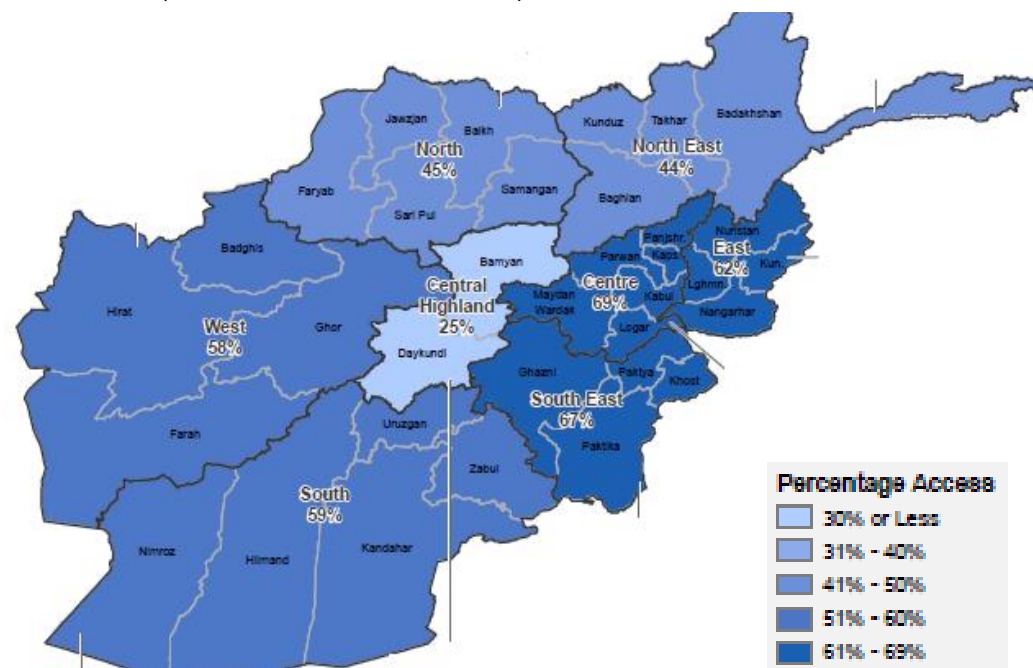 Jawzjan
Balkh
Kunduz
Takhar
Badakhshan
North
45%
North East
44%
Faryab
Samangan
Baghlan
Sari Pul
Badghis
Bamyan
Panjshr.
Parwan
Kaps.
Nuristan
East
62%
Kun.
Lghmn.
Nangarhar
Central
Highland
25%
Centre
69%
Maydan
Wardak
Kabul
Logar
Hirat
West
58%
Ghor
Daykundi
Ghazni
Paktya
Khost
South East
67%
Paktika
Farah
Uruzgan
Zabul
South
59%
Nimroz
Hilmand
Kandahar
Percentage Access
30% or Less
31% - 40%
41% - 50%
51% - 60%
61% - 69%